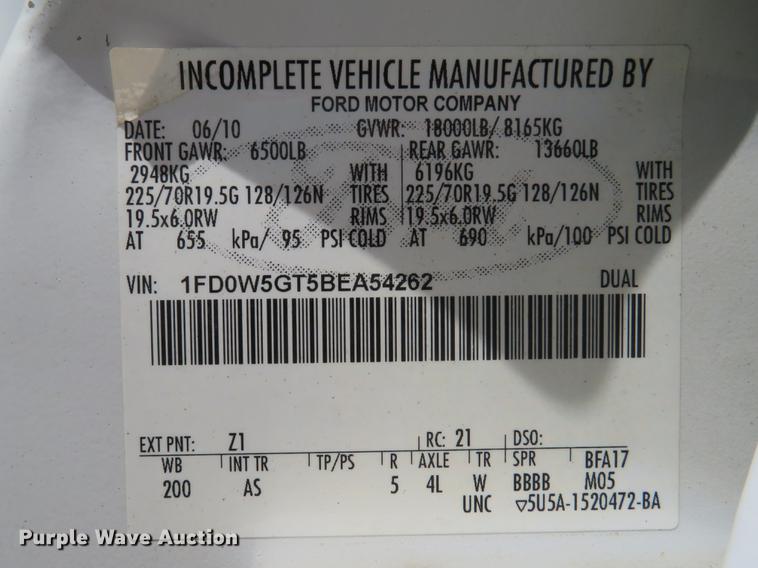 INCOMPLETE VEHICLE MANUFACTURED BY
FORD MOTOR COMPANY
DATE: 06/10 GVWR: 18000LB/ 8165KG
FRONT GAWR: 6500LB REAR GAWR: 13660LB
2948KG WITH 6196KG WITH
225/70R19.5G 128/126N TIRES 225/70R19.5G 128/126N TIRES
19.5x6.0RW RIMS 19.5x6.0RW RIMS
AT 655 kPa/ 95 PSI COLD AT 690 kPa/100 PSI COLD
VIN: 1FD0W5GT5BEA54262 DUAL
EXT PNT: Z1 RC: 21 DSO:
WB INT TR TP/PS R AXLE TR SPR BFA17
200 AS 5 4L W BBBB M05
UNC ▽5U5A-1520472-BA
Purple Wave Auction